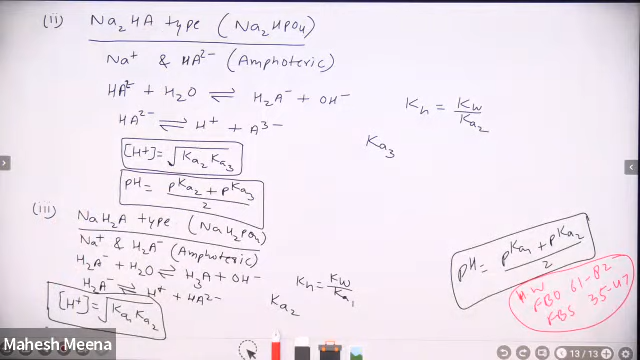 (ii) Na₂HA type (Na₂HPO₄)
Na⁺ & HA²⁻ (Amphoteric)
HA²⁻ + H₂O ⇌ H₂A⁻ + OH⁻
Kh = Kw/Ka₂
HA²⁻ ⇌ H⁺ + A³⁻
Ka₃
[H⁺] = √Ka₂ Ka₃
pH = (pKa₂ + pKa₃)/2
(iii) NaH₂A type (NaH₂PO₄)
Na⁺ & H₂A⁻ (Amphoteric)
H₂A⁻ + H₂O ⇌ H₃A + OH⁻
Kh = Kw/Ka₁
H₂A⁻ ⇌ H⁺ + HA²⁻
Ka₂
[H⁺] = √Ka₁ Ka₂
pH = (pKa₁ + pKa₂)/2
H.W
FBO 61-82
FBS 35-47
Mahesh Meena
13 / 13